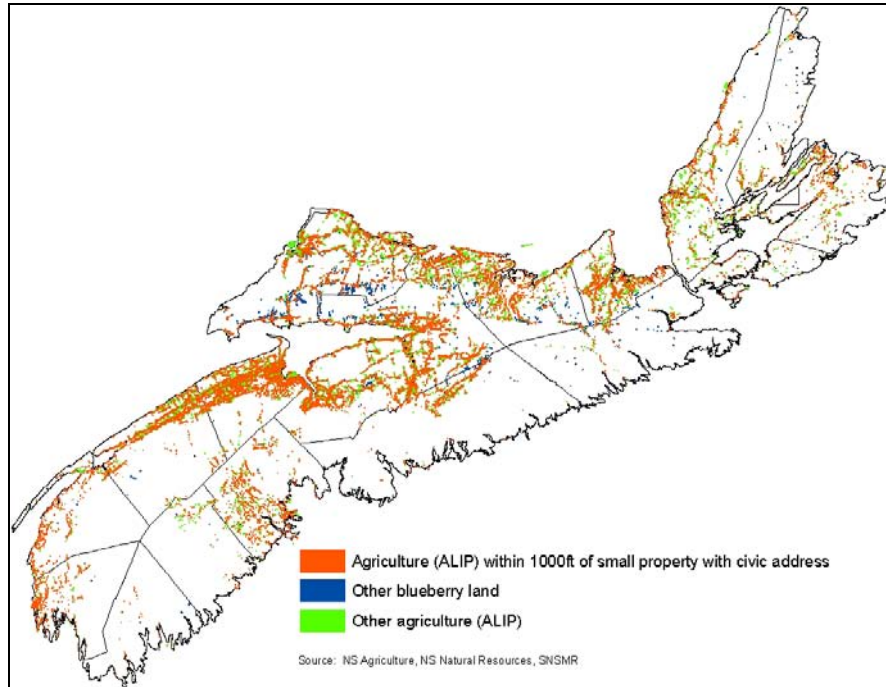 Agriculture (ALIP) within 1000ft of small property with civic address
Other blueberry land
Other agriculture (ALIP)
Source: NS Agriculture, NS Natural Resources, SNSMR